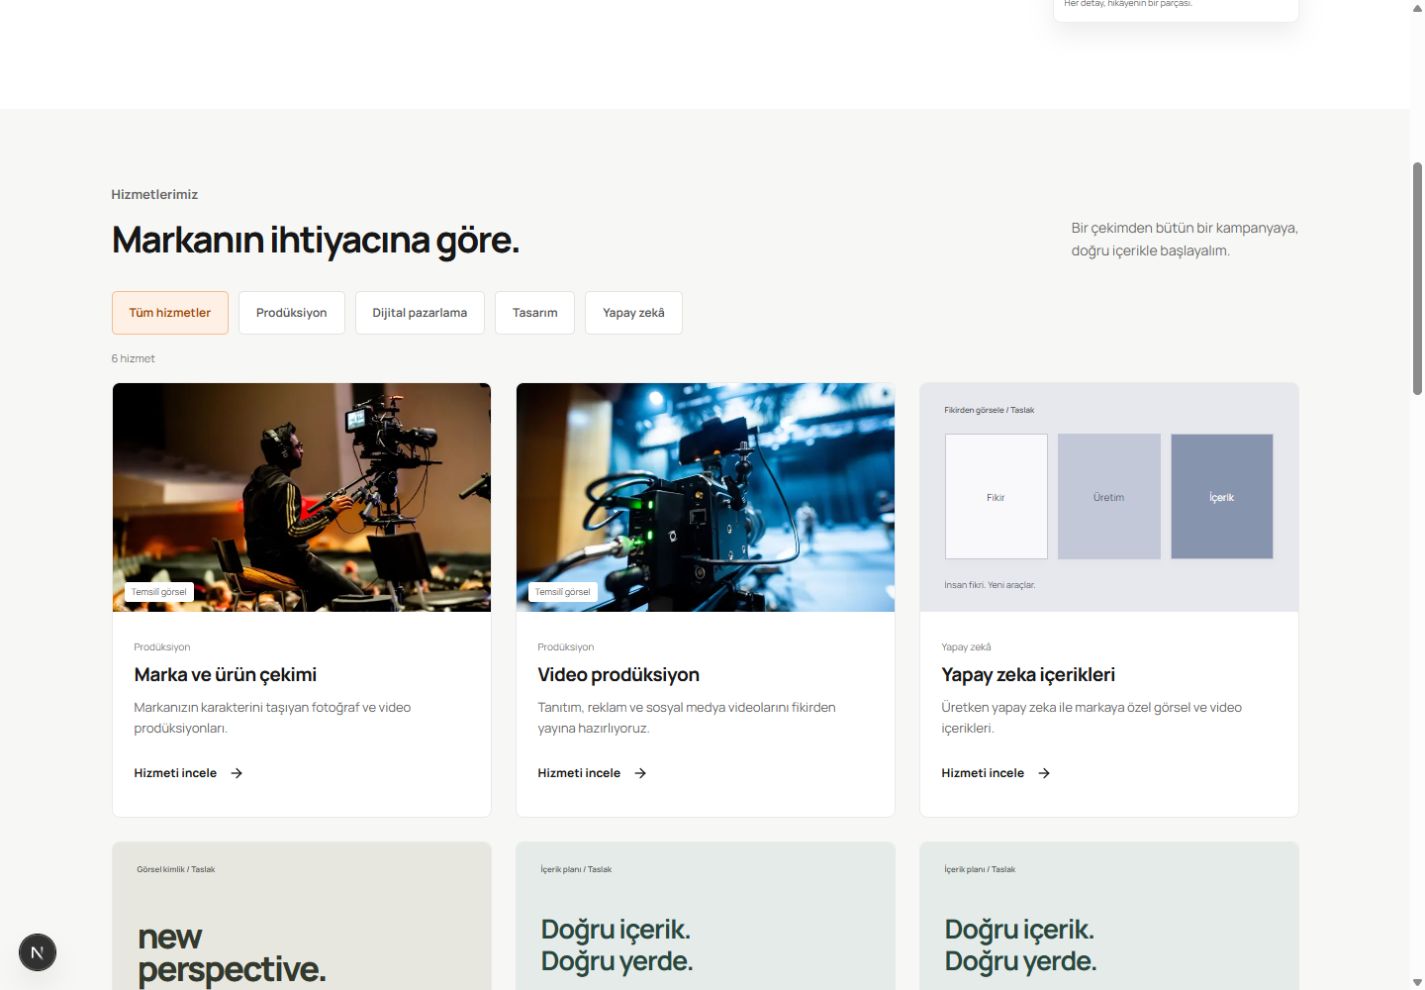 Her detay, hikâyenin bir parçası.
Hizmetlerimiz
Markanın ihtiyacına göre.
Bir çekimden bütün bir kampanyaya,
doğru içerikle başlayalım.
Tüm hizmetler
Prodüksiyon
Dijital pazarlama
Tasarım
Yapay zekâ
6 hizmet
Temsilî görsel
Prodüksiyon
Marka ve ürün çekimi
Markanızın karakterini taşıyan fotoğraf ve video
prodüksiyonları.
Hizmeti incele
Temsilî görsel
Prodüksiyon
Video prodüksiyon
Tanıtım, reklam ve sosyal medya videolarını fikirden
yayına hazırlıyoruz.
Hizmeti incele
Fikirden görsele / Taslak
Fikir
Üretim
İçerik
İnsan fikri. Yeni araçlar.
Yapay zekâ
Yapay zeka içerikleri
Üretken yapay zeka ile markaya özel görsel ve video
içerikleri.
Hizmeti incele
Görsel kimlik / Taslak
new
perspective.
İçerik planı / Taslak
Doğru içerik.
Doğru yerde.
İçerik planı / Taslak
Doğru içerik.
Doğru yerde.
N